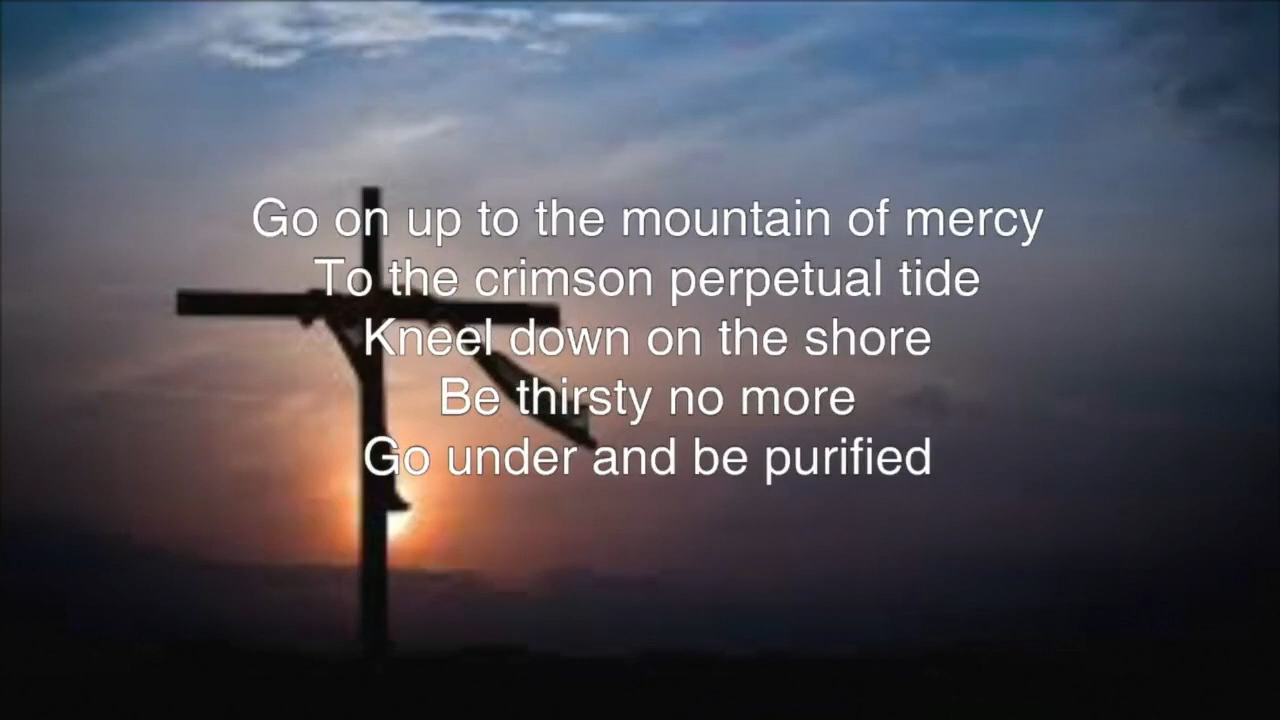 Go on up to the mountain of mercy
To the crimson perpetual tide
Kneel down on the shore
Be thirsty no more
Go under and be purified